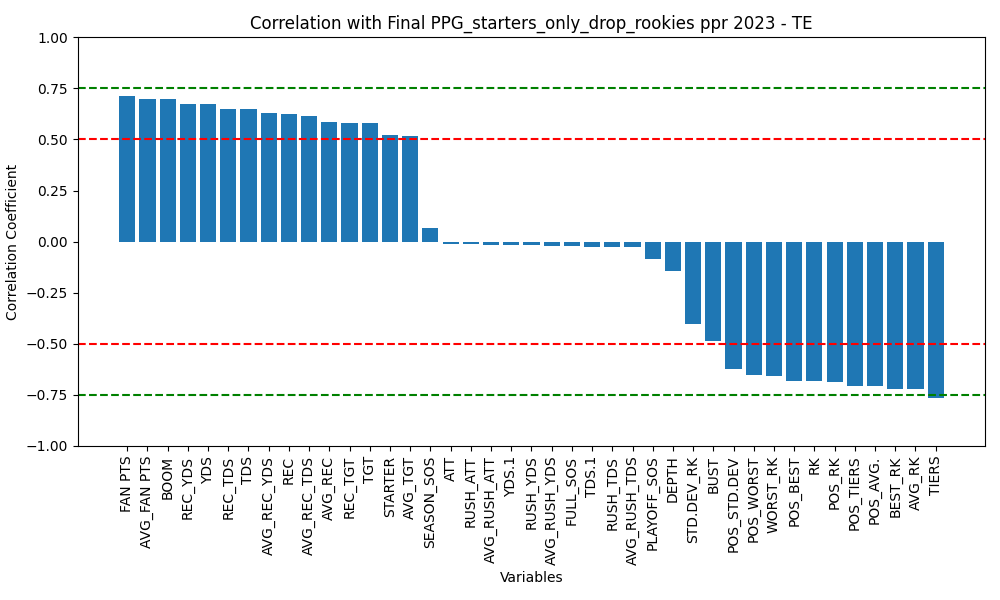 Correlation with Final PPG_starters_only_drop_rookies ppr 2023 - TE
Correlation Coefficient
1.00
0.75
0.50
0.25
0.00
−0.25
−0.50
−0.75
−1.00
FAN PTS
AVG_FAN PTS
BOOM
REC_YDS
YDS
REC_TDS
TDS
AVG_REC_YDS
REC
AVG_REC_TDS
AVG_REC
REC_TGT
TGT
STARTER
AVG_TGT
SEASON_SOS
ATT
RUSH_ATT
AVG_RUSH_ATT
YDS.1
RUSH_YDS
AVG_RUSH_YDS
FULL_SOS
TDS.1
RUSH_TDS
AVG_RUSH_TDS
PLAYOFF_SOS
DEPTH
STD.DEV_RK
BUST
POS_STD.DEV
POS_WORST
WORST_RK
POS_BEST
RK
POS_RK
POS_TIERS
POS_AVG.
BEST_RK
AVG_RK
TIERS
Variables